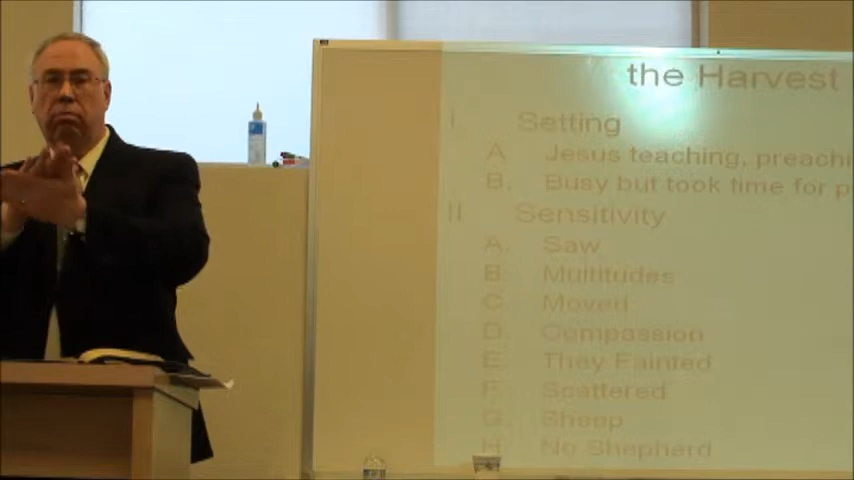 the Harvest
I Setting
A Jesus teaching, preachi
B. Busy but took time for p
II Sensitivity
A. Saw
B. Multitudes
C. Moved
D. Compassion
E. They Fainted
F. Scattered
G. Sheep
H. No Shepherd